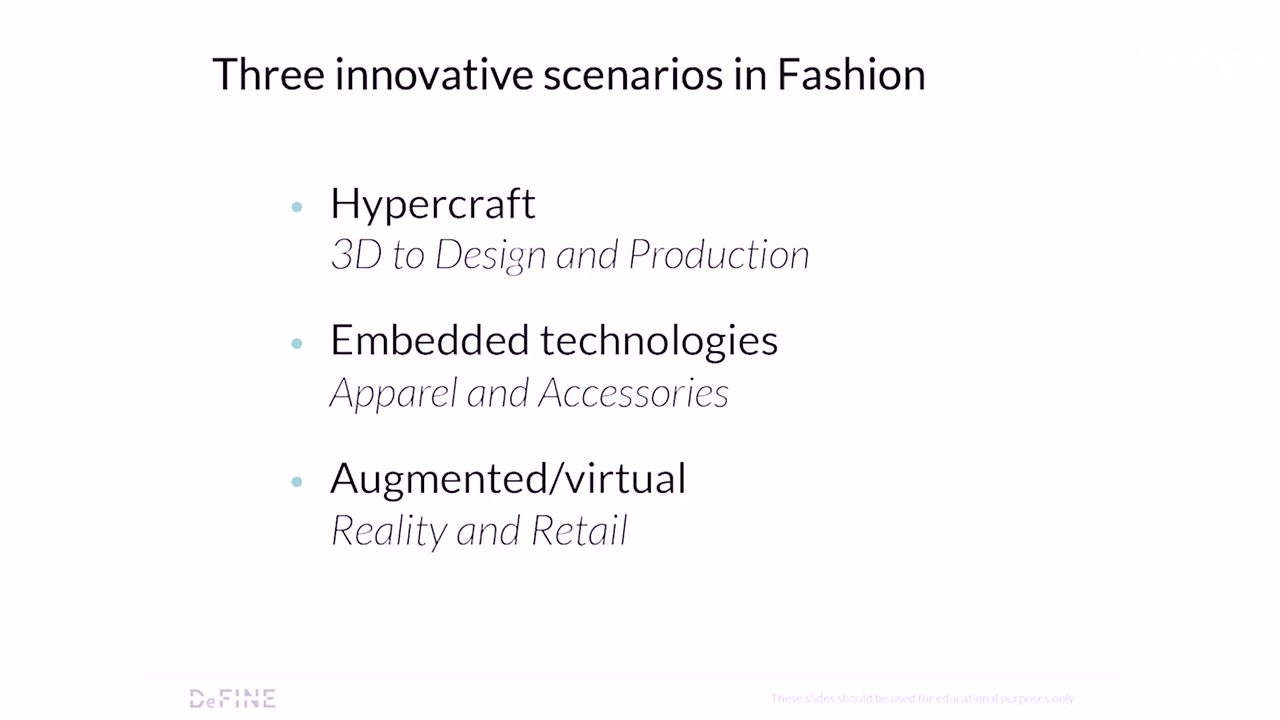 Three innovative scenarios in Fashion
• Hypercraft
3D to Design and Production
• Embedded technologies
Apparel and Accessories
• Augmented/virtual
Reality and Retail
DeFINE
These slides should be used for educational purposes only